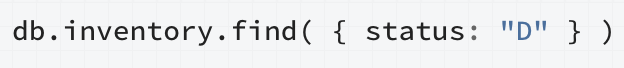 db.inventory.find( { status: "D" } )